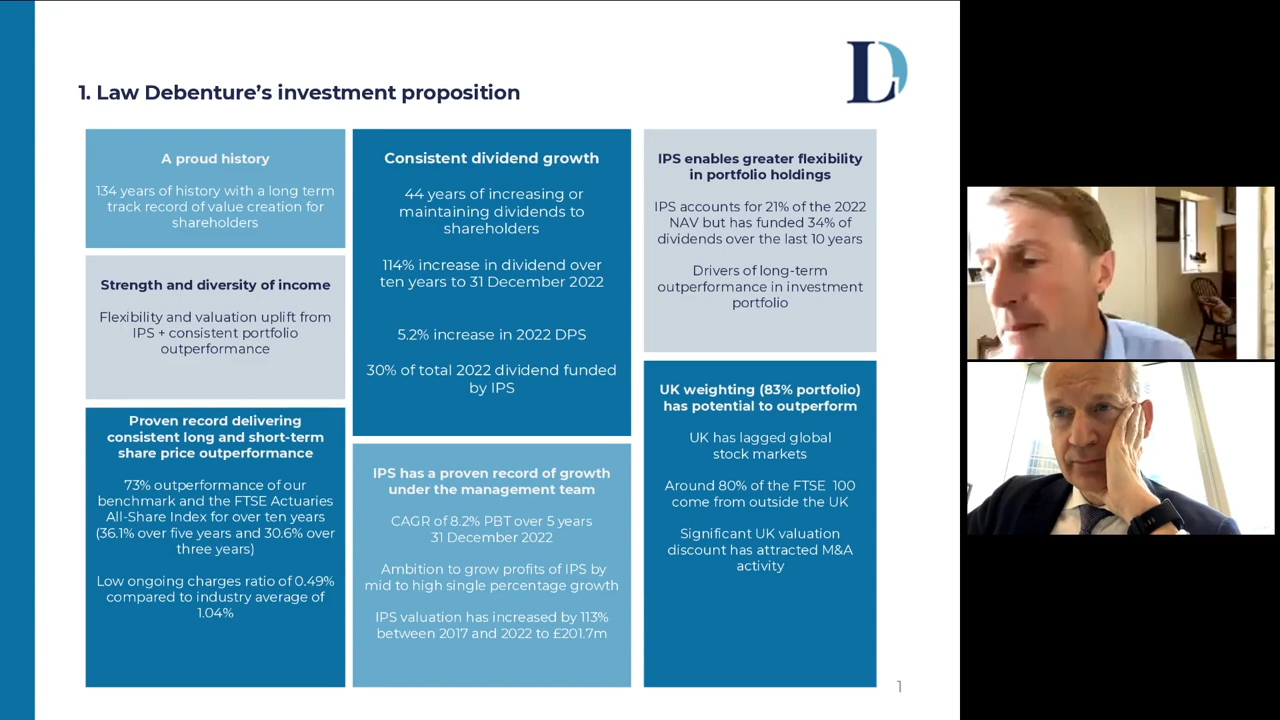 LD
1. Law Debenture’s investment proposition
A proud history
134 years of history with a long term
track record of value creation for
shareholders
Strength and diversity of income
Flexibility and valuation uplift from
IPS + consistent portfolio
outperformance
Proven record delivering
consistent long and short-term
share price outperformance
73% outperformance of our
benchmark and the FTSE Actuaries
All-Share Index for over ten years
(36.1% over five years and 30.6% over
three years)
Low ongoing charges ratio of 0.49%
compared to industry average of
1.04%
Consistent dividend growth
44 years of increasing or
maintaining dividends to
shareholders
114% increase in dividend over
ten years to 31 December 2022
5.2% increase in 2022 DPS
30% of total 2022 dividend funded
by IPS
IPS has a proven record of growth
under the management team
CAGR of 8.2% PBT over 5 years
31 December 2022
Ambition to grow profits of IPS by
mid to high single percentage growth
IPS valuation has increased by 113%
between 2017 and 2022 to £201.7m
IPS enables greater flexibility
in portfolio holdings
IPS accounts for 21% of the 2022
NAV but has funded 34% of
dividends over the last 10 years
Drivers of long-term
outperformance in investment
portfolio
UK weighting (83% portfolio)
has potential to outperform
UK has lagged global
stock markets
Around 80% of the FTSE 100
come from outside the UK
Significant UK valuation
discount has attracted M&A
activity
1